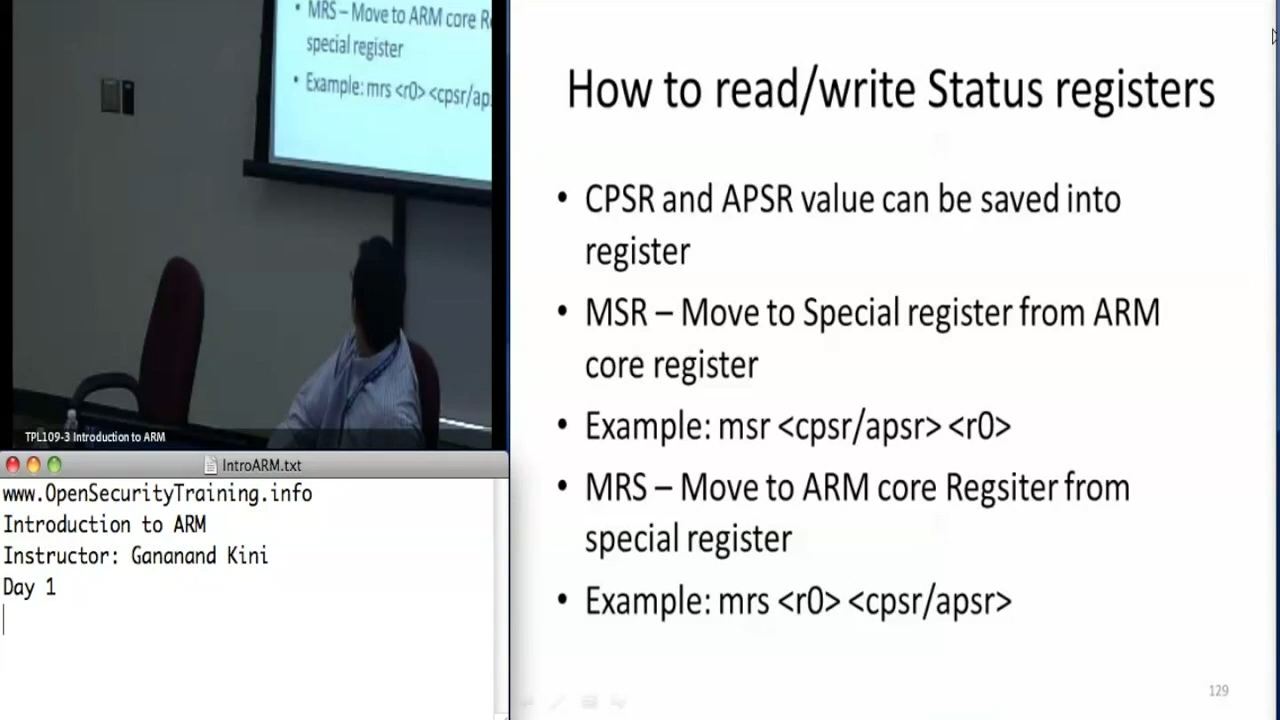 • MRS – Move to ARM core R
special register
• Example: mrs <r0> <cpsr/ap
TPL109-3 Introduction to ARM
IntroARM.txt
www.OpenSecurityTraining.info
Introduction to ARM
Instructor: Gananand Kini
Day 1
How to read/write Status registers
• CPSR and APSR value can be saved into
register
• MSR – Move to Special register from ARM
core register
• Example: msr <cpsr/apsr> <r0>
• MRS – Move to ARM core Regsiter from
special register
• Example: mrs <r0> <cpsr/apsr>
129